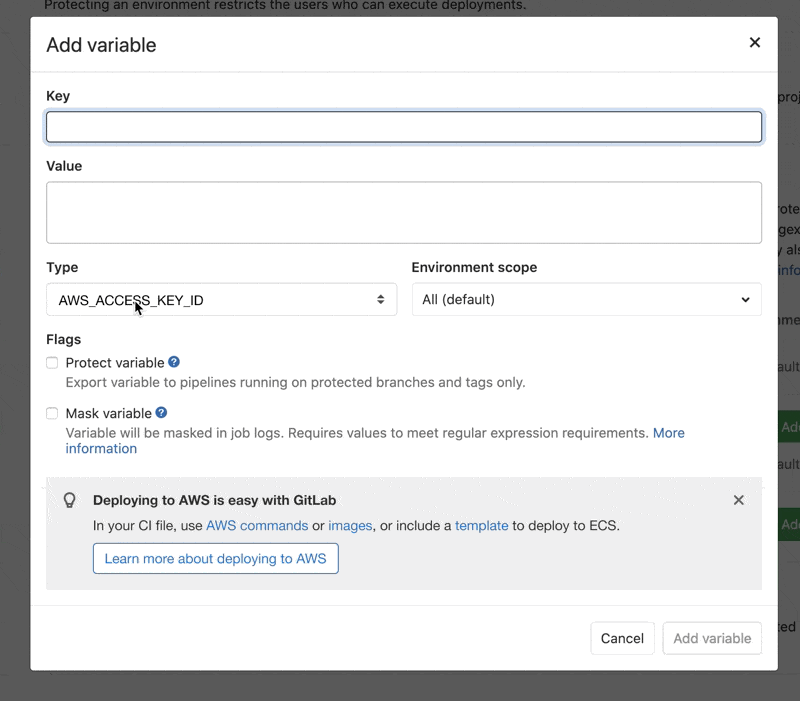 Protecting an environment restricts the users who can execute deployments.
Add variable
Key
Value
Type
Environment scope
AWS_ACCESS_KEY_ID
All (default)
Flags
Protect variable
Export variable to pipelines running on protected branches and tags only.
Mask variable
Variable will be masked in job logs. Requires values to meet regular expression requirements. More
information
Deploying to AWS is easy with GitLab
In your CI file, use AWS commands or images, or include a template to deploy to ECS.
Learn more about deploying to AWS
Cancel
Add variable